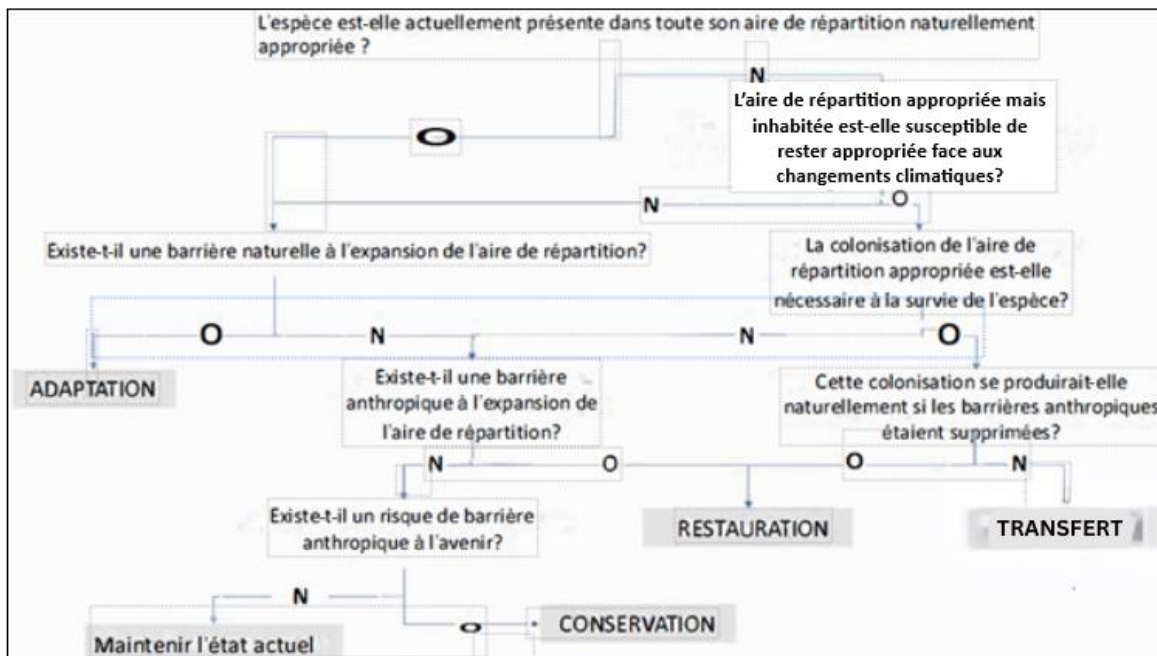 L'espèce est-elle actuellement présente dans toute son aire de répartition naturellement
appropriée ?
N
L'aire de répartition appropriée mais
inhabitée est-elle susceptible de
rester appropriée face aux
changements climatiques?
O
N
O
Existe-t-il une barrière naturelle à l'expansion de l'aire de répartition?
La colonisation de l'aire de
répartition appropriée est-elle
nécessaire à la survie de l'espèce?
O
N
N
O
ADAPTATION
Existe-t-il une barrière
anthropique à l'expansion de
l'aire de répartition?
Cette colonisation se produirait-elle
naturellement si les barrières anthropiques
étaient supprimées?
N
O
O
N
Existe-t-il un risque de barrière
anthropique à l'avenir?
RESTAURATION
TRANSFERT
N
O
CONSERVATION
Maintenir l'état actuel